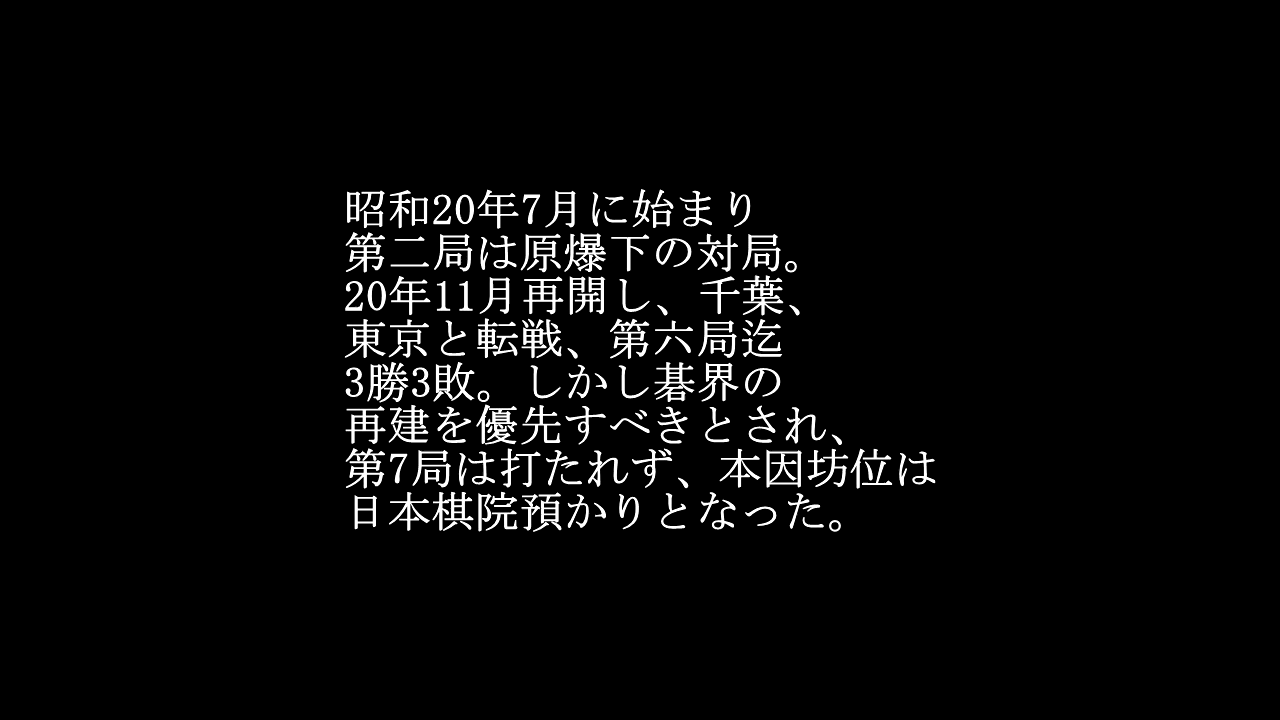 昭和20年7月に始まり
第二局は原爆下の対局。
20年11月再開し、千葉、
東京と転戦、第六局迄
3勝3敗。しかし碁界の
再建を優先すべきとされ、
第7局は打たれず、本因坊位は
日本棋院預かりとなった。